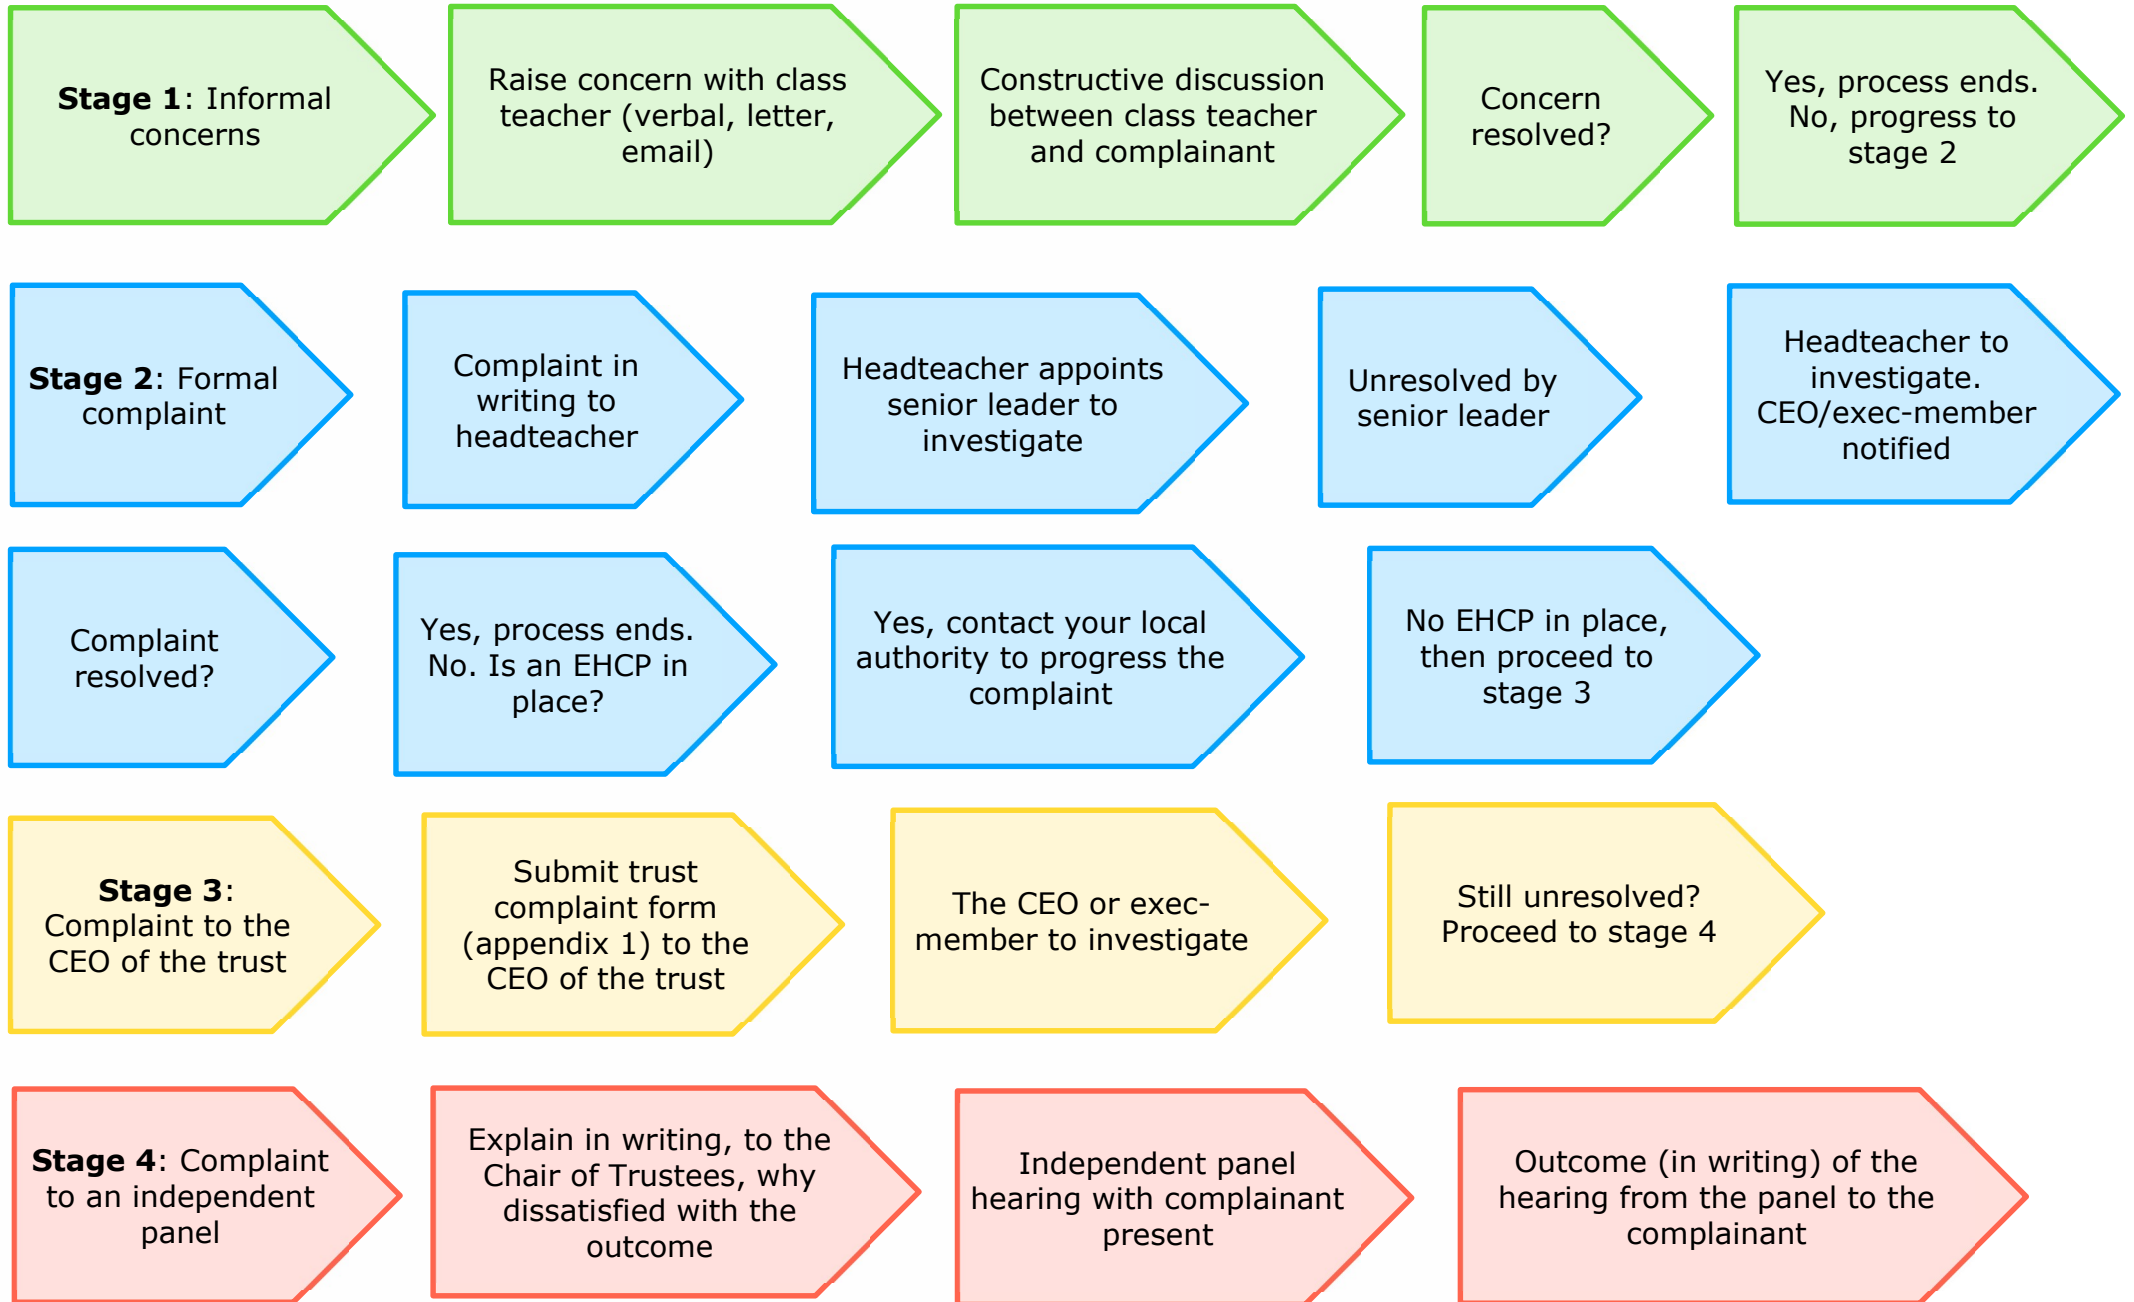 Stage 1: Informal
concerns
Raise concern with class
teacher (verbal, letter,
email)
Constructive discussion
between class teacher
and complainant
Concern
resolved?
Yes, process ends.
No, progress to
stage 2
Stage 2: Formal
complaint
Complaint in
writing to
headteacher
Headteacher appoints
senior leader to
investigate
Unresolved by
senior leader
Headteacher to
investigate.
CEO/exec-member
notified
Complaint
resolved?
Yes, process ends.
No. Is an EHCP in
place?
Yes, contact your local
authority to progress the
complaint
No EHCP in place,
then proceed to
stage 3
Stage 3:
Complaint to the
CEO of the trust
Submit trust
complaint form
(appendix 1) to the
CEO of the trust
The CEO or exec-
member to investigate
Still unresolved?
Proceed to stage 4
Stage 4: Complaint
to an independent
panel
Explain in writing, to the
Chair of Trustees, why
dissatisfied with the
outcome
Independent panel
hearing with complainant
present
Outcome (in writing) of the
hearing from the panel to the
complainant